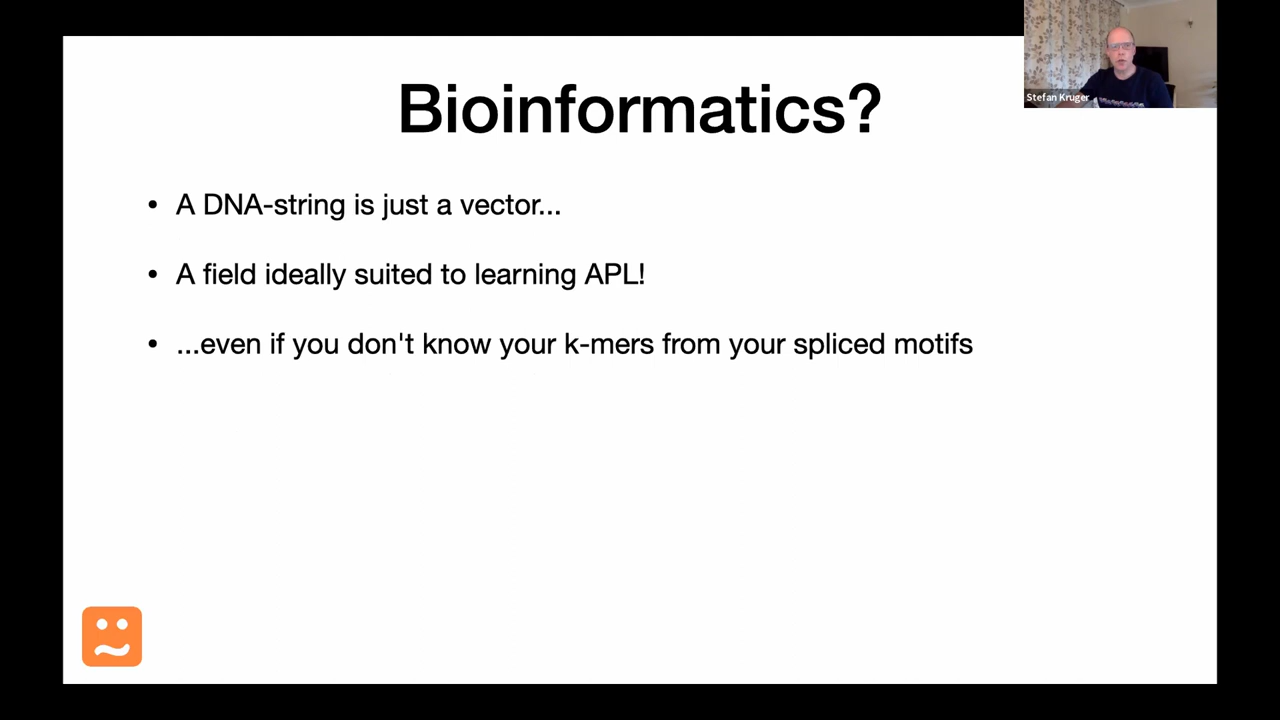 Bioinformatics?
Stefan Kruger
• A DNA-string is just a vector...
• A field ideally suited to learning APL!
• ...even if you don't know your k-mers from your spliced motifs